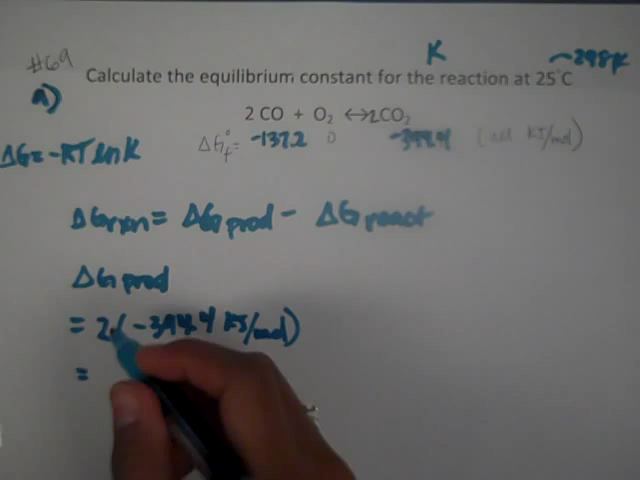 #69 K ~298K
Calculate the equilibrium constant for the reaction at 25°C
a)
2 CO + O₂ ↔ 2CO₂
ΔG°f = -137.2 0 -394.4 (all KJ/mol)
ΔG = -RT ln K
ΔGrxn = ΔG prod - ΔG react
ΔG prod
= 2(-394.4 KJ/mol)
=